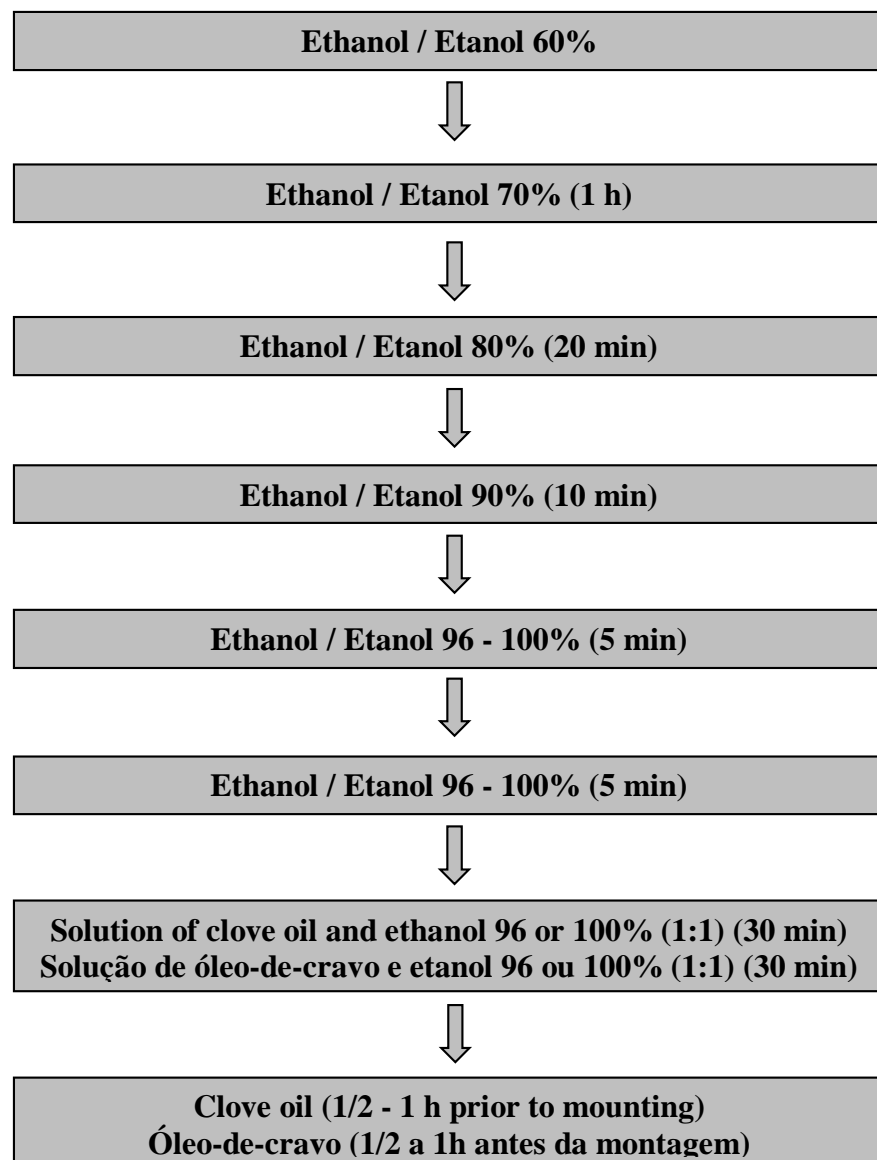 Ethanol / Etanol 60%
Ethanol / Etanol 70% (1 h)
Ethanol / Etanol 80% (20 min)
Ethanol / Etanol 90% (10 min)
Ethanol / Etanol 96 - 100% (5 min)
Ethanol / Etanol 96 - 100% (5 min)
Solution of clove oil and ethanol 96 or 100% (1:1) (30 min)
Solução de óleo-de-cravo e etanol 96 ou 100% (1:1) (30 min)
Clove oil (1/2 - 1 h prior to mounting)
Óleo-de-cravo (1/2 a 1h antes da montagem)